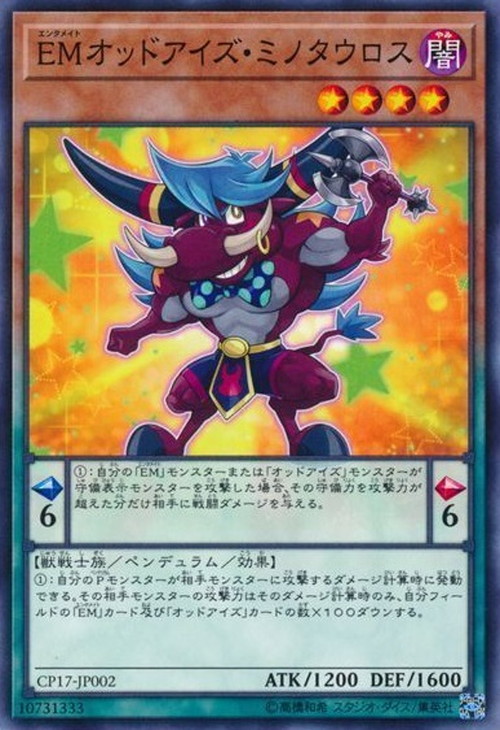 エンタメイト
EMオッドアイズ・ミノタウロス
やみ
闇
①:自分の「EM」モンスターまたは「オッドアイズ」モンスターが
守備表示モンスターを攻撃した場合、その守備力を攻撃力が
超えた分だけ相手に戦闘ダメージを与える。
6
6
【獣戦士族/ペンデュラム/効果】
①:自分のPモンスターが相手モンスターに攻撃するダメージ計算時に発動
できる。その相手モンスターの攻撃力はそのダメージ計算時のみ、自分フィ
ールドの「EM」カード及び「オッドアイズ」カードの数×100ダウンする。
CP17-JP002
ATK/1200 DEF/1600
10731333
©高橋和希 スタジオ・ダイス/集英社